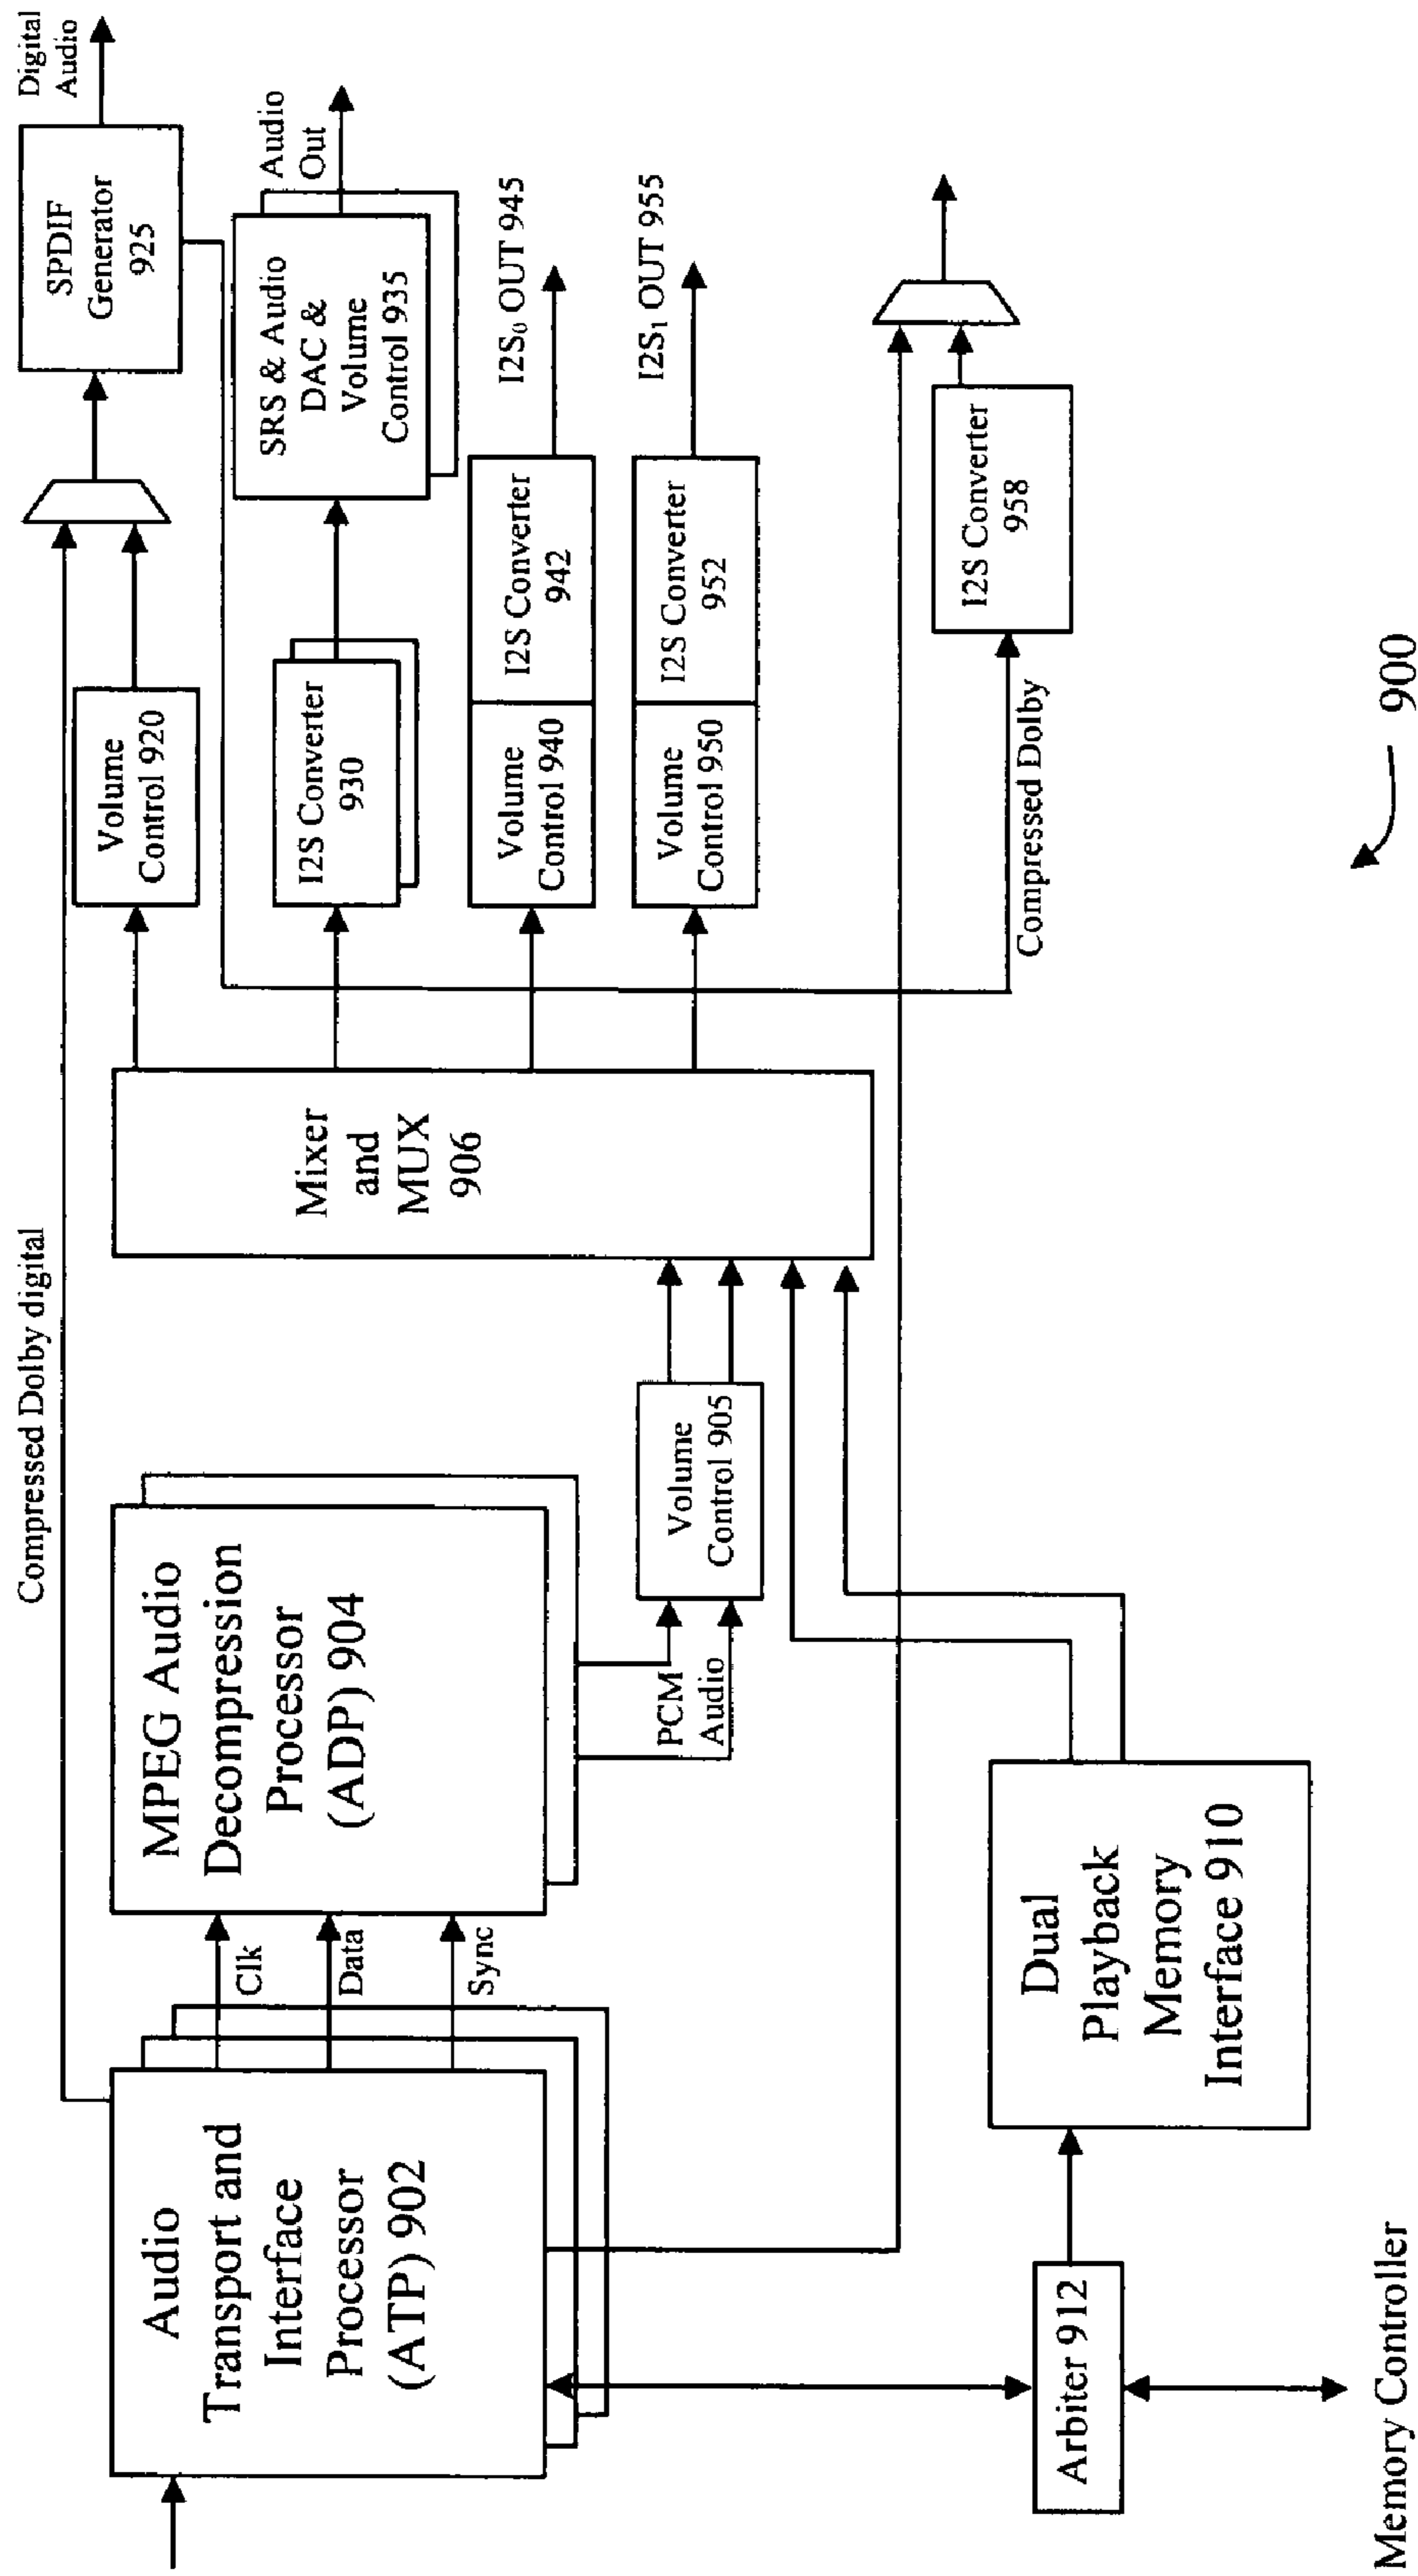 Compressed Dolby digital
Audio
Transport and
Interface
Processor
(ATP) 902
Clk
Data
Sync
MPEG Audio
Decompression
Processor
(ADP) 904
PCM
Audio
Volume
Control 905
Mixer
and
MUX
906
Volume
Control 920
SPDIF
Generator
925
Digital
Audio
I2S Converter
930
SRS & Audio
DAC &
Volume
Control 935
Audio
Out
Volume
Control 940
I2S Converter
942
I2S₀ OUT 945
Volume
Control 950
I2S Converter
952
I2S₁ OUT 955
Compressed Dolby
I2S Converter
958
Arbiter 912
Dual
Playback
Memory
Interface 910
Memory Controller
900